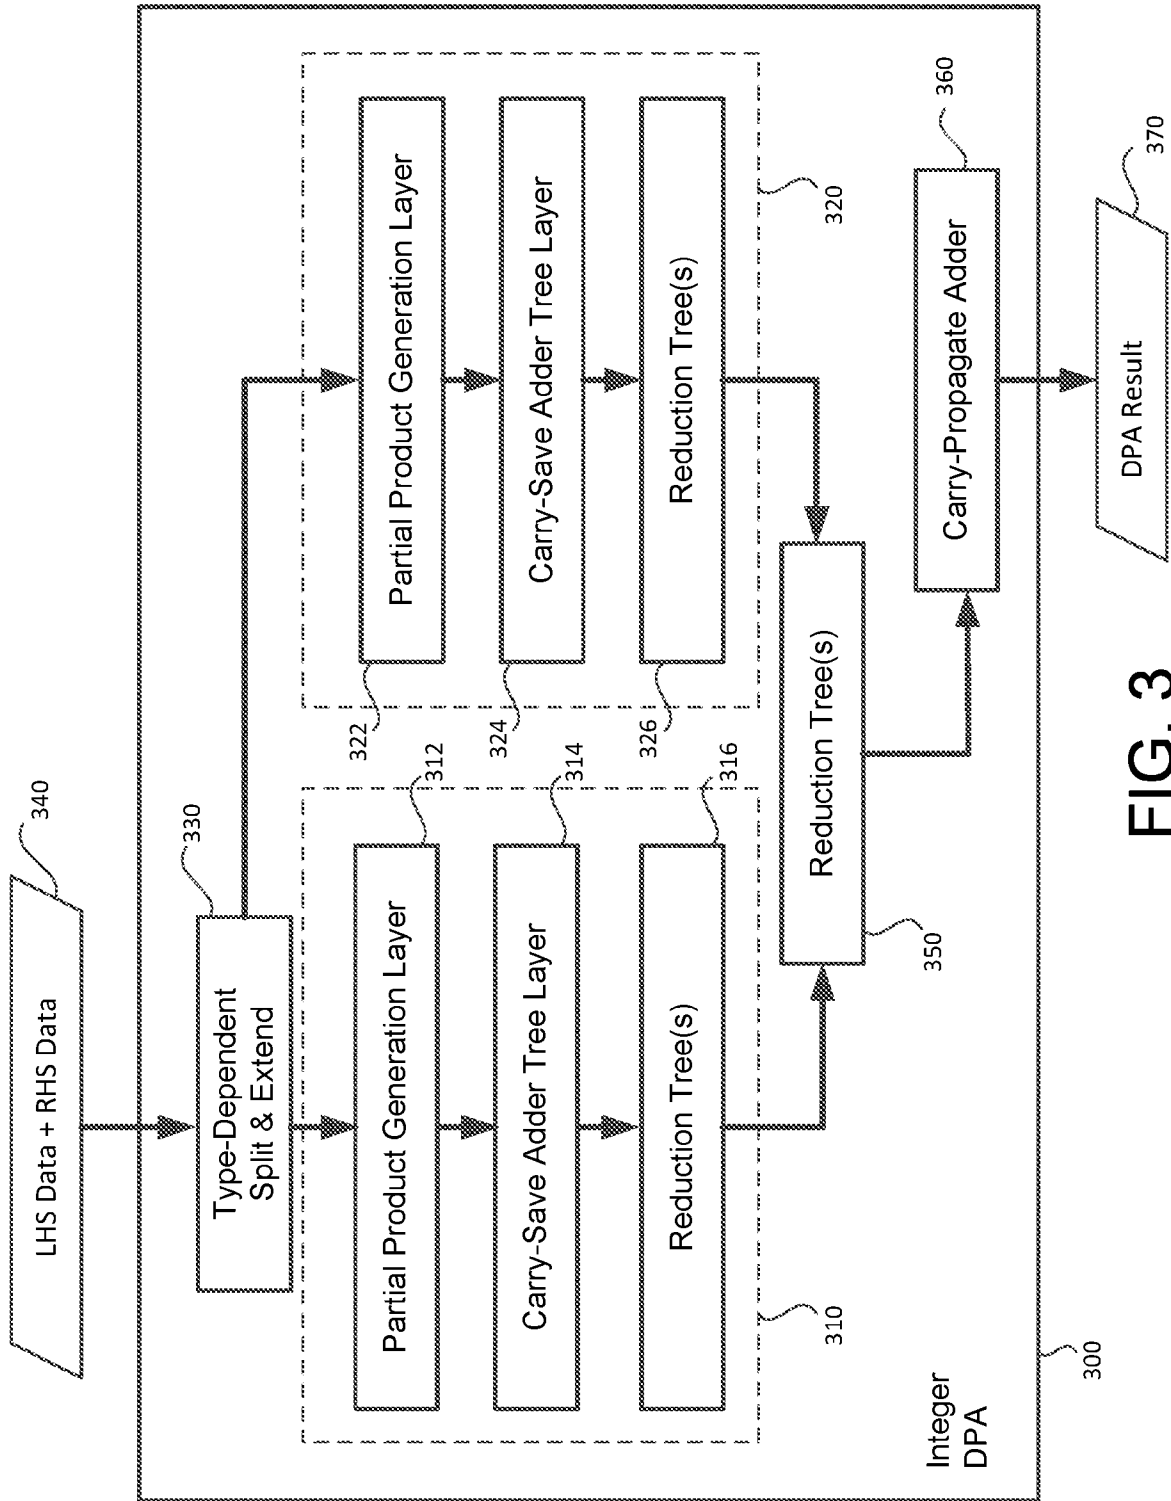 LHS Data + RHS Data
340
Type-Dependent
Split & Extend
330
Partial Product Generation Layer
312
Carry-Save Adder Tree Layer
314
Reduction Tree(s)
316
310
Partial Product Generation Layer
322
Carry-Save Adder Tree Layer
324
Reduction Tree(s)
326
320
Reduction Tree(s)
350
Carry-Propagate Adder
360
Integer
DPA
300
DPA Result
370
FIG. 3